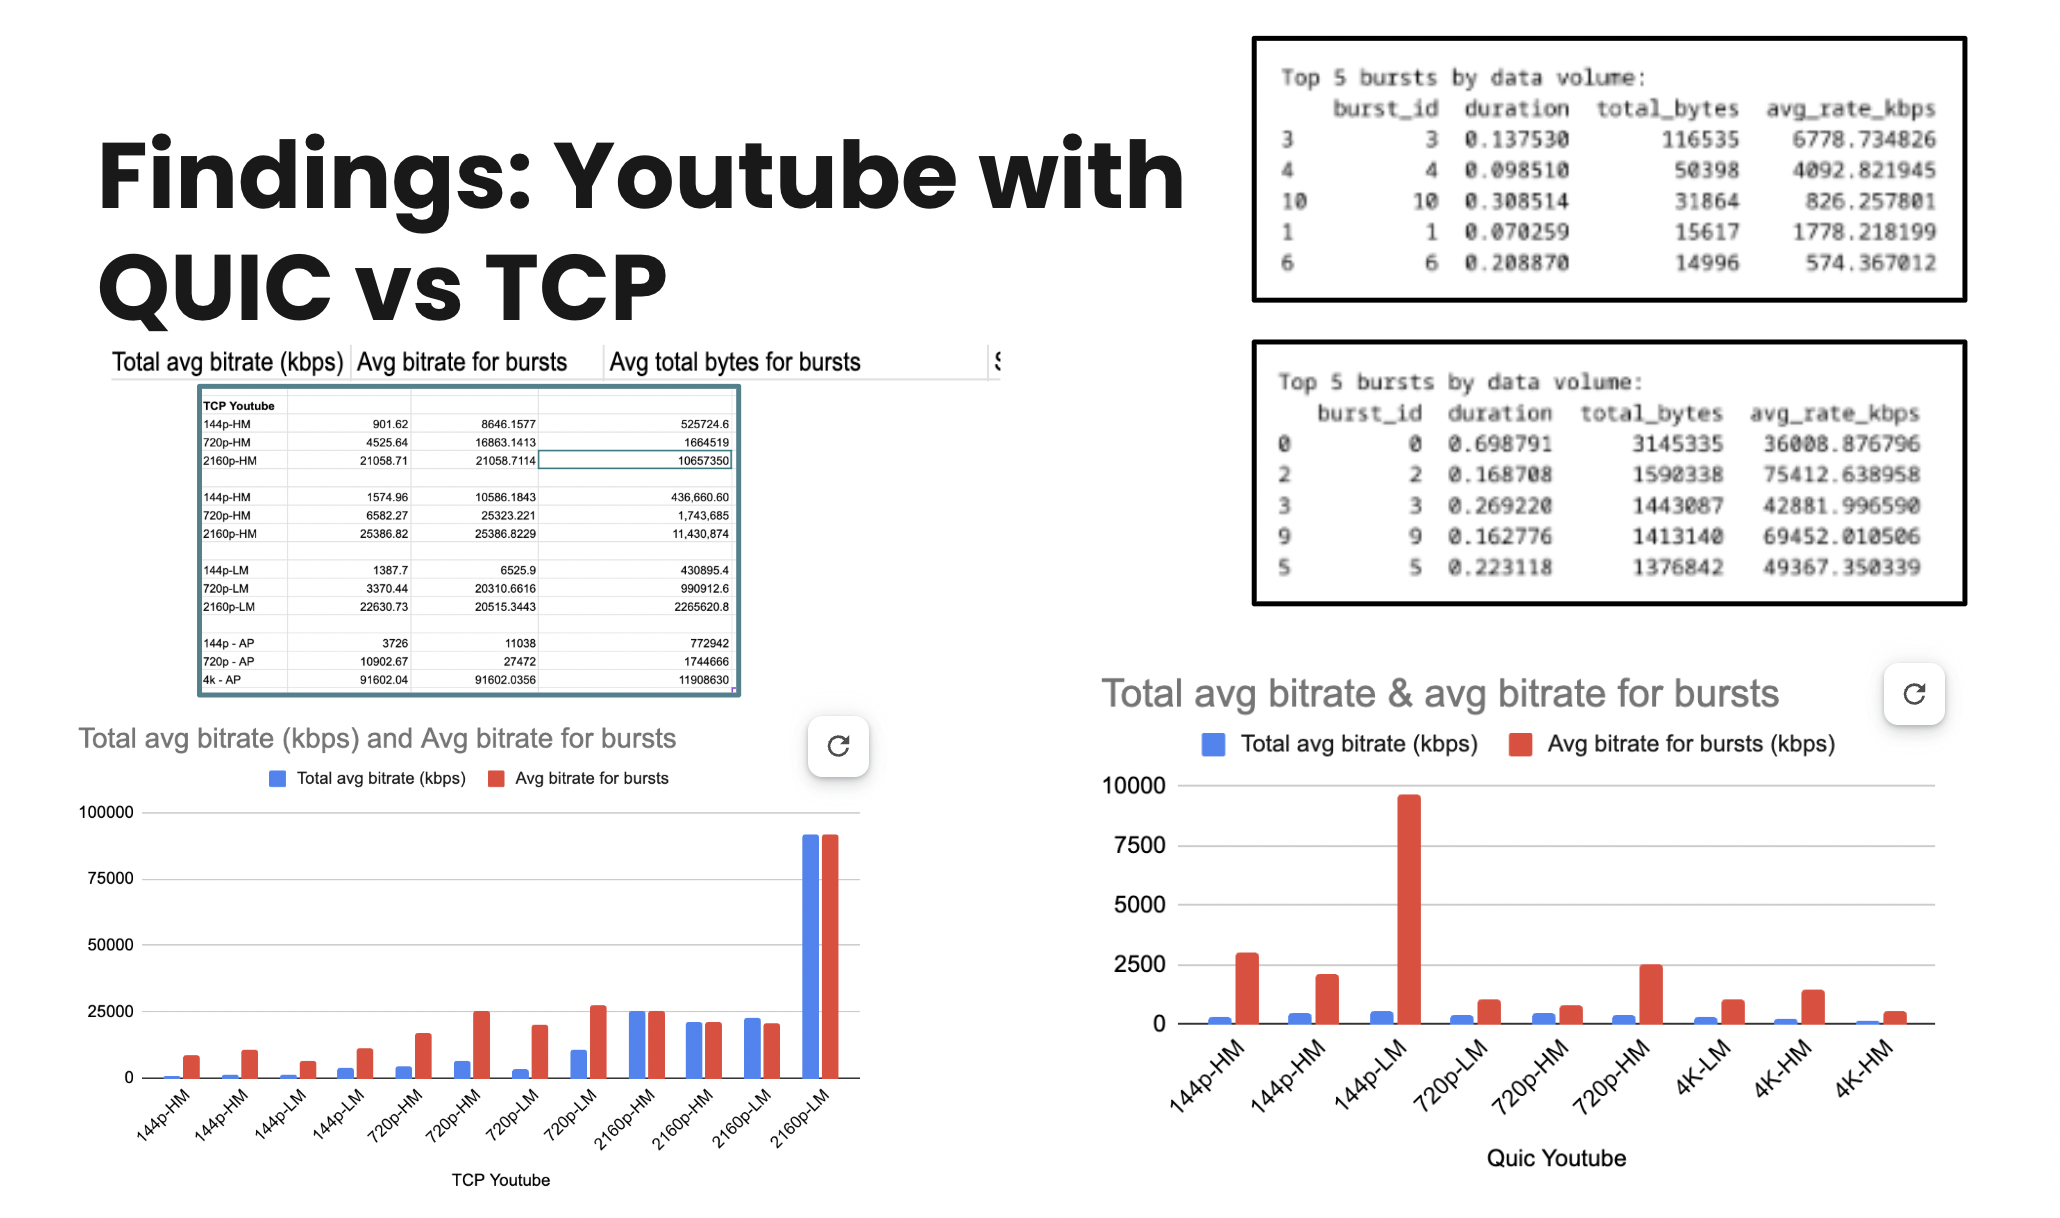 Findings: Youtube with
QUIC vs TCP
Total avg bitrate (kbps) Avg bitrate for bursts Avg total bytes for bursts S
TCP Youtube
144p-HM 901.62 8646.1577 525724.6
720p-HM 4525.64 16863.1413 1664519
2160p-HM 21058.71 21058.7114 10657350
144p-HM 1574.96 10586.1843 436,660.60
720p-HM 6582.27 25323.221 1,743,685
2160p-HM 25386.82 25386.8229 11,430,874
144p-LM 1387.7 6525.9 430895.4
720p-LM 3370.44 20310.6616 990912.6
2160p-LM 22630.73 20515.3443 2265620.8
144p - AP 3726 11038 772942
720p - AP 10902.67 27472 1744666
4k - AP 91602.04 91602.0356 11908630
Total avg bitrate (kbps) and Avg bitrate for bursts
Total avg bitrate (kbps) Avg bitrate for bursts
100000
75000
50000
25000
0
144p-HM 144p-HM 144p-LM 144p-LM 720p-HM 720p-HM 720p-LM 720p-LM 2160p-HM 2160p-HM 2160p-LM 2160p-LM
TCP Youtube
Top 5 bursts by data volume:
burst_id duration total_bytes avg_rate_kbps
3 3 0.137530 116535 6778.734826
4 4 0.098510 50398 4092.821945
10 10 0.308514 31864 826.257801
1 1 0.070259 15617 1778.218199
6 6 0.208870 14996 574.367012
Top 5 bursts by data volume:
burst_id duration total_bytes avg_rate_kbps
0 0 0.698791 3145335 36008.876796
2 2 0.168708 1590338 75412.638958
3 3 0.269220 1443087 42881.996590
9 9 0.162776 1413140 69452.010506
5 5 0.223118 1376842 49367.350339
Total avg bitrate & avg bitrate for bursts
Total avg bitrate (kbps) Avg bitrate for bursts (kbps)
10000
7500
5000
2500
0
144p-HM 144p-HM 144p-LM 720p-LM 720p-HM 720p-HM 4K-LM 4K-HM 4K-HM
Quic Youtube